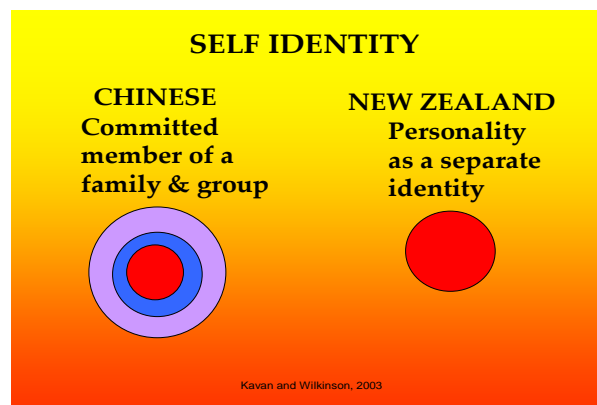 SELF IDENTITY
CHINESE
Committed
member of a
family & group
NEW ZEALAND
Personality
as a separate
identity
Kavan and Wilkinson, 2003